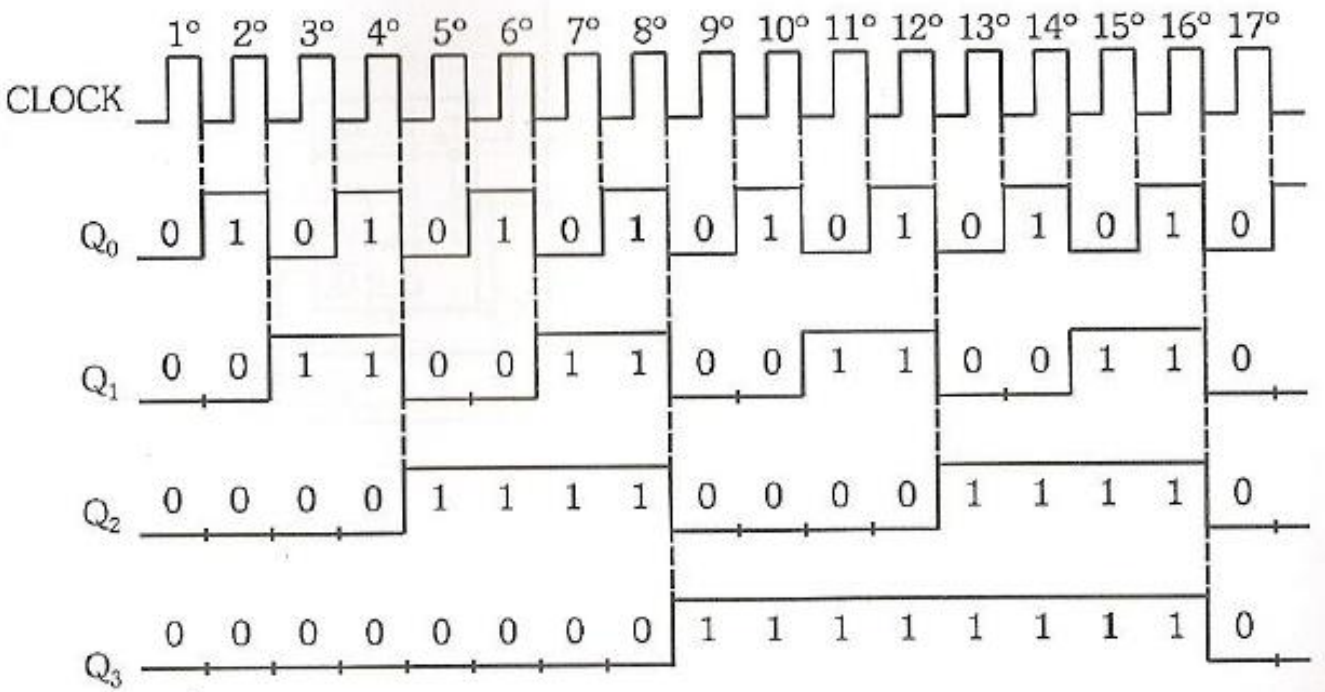 1° 2° 3° 4° 5° 6° 7° 8° 9° 10° 11° 12° 13° 14° 15° 16° 17°
CLOCK
Q₀ 0 1 0 1 0 1 0 1 0 1 0 1 0 1 0 1 0
Q₁ 0 0 1 1 0 0 1 1 0 0 1 1 0 0 1 1 0
Q₂ 0 0 0 0 1 1 1 1 0 0 0 0 1 1 1 1 0
Q₃ 0 0 0 0 0 0 0 0 1 1 1 1 1 1 1 1 0